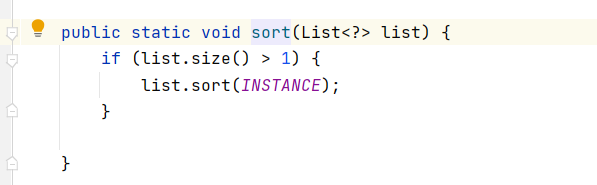 public static void sort(List<?> list) {
    if (list.size() > 1) {
        list.sort(INSTANCE);
    }
}